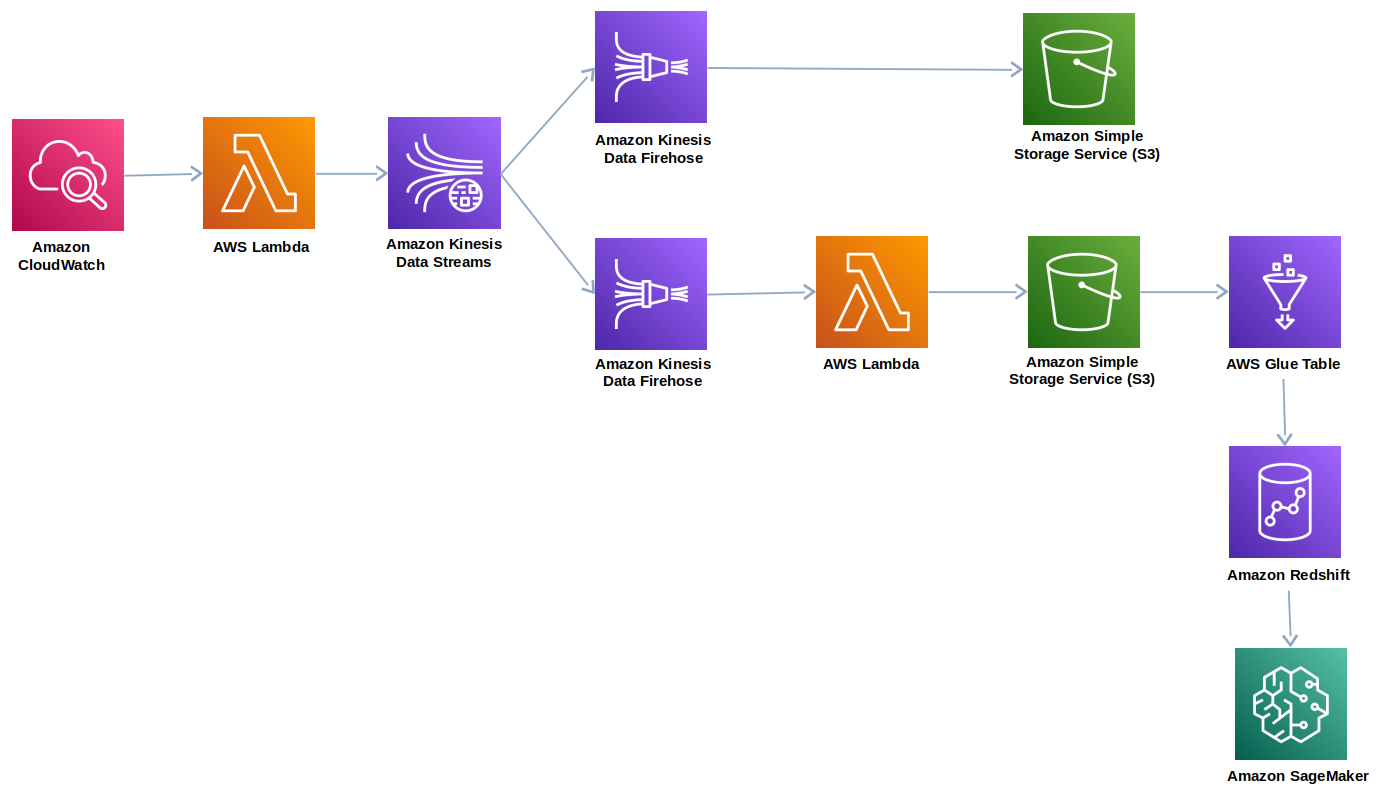 Amazon
CloudWatch
AWS Lambda
Amazon Kinesis
Data Streams
Amazon Kinesis
Data Firehose
Amazon Simple
Storage Service (S3)
Amazon Kinesis
Data Firehose
AWS Lambda
Amazon Simple
Storage Service (S3)
AWS Glue Table
Amazon Redshift
Amazon SageMaker